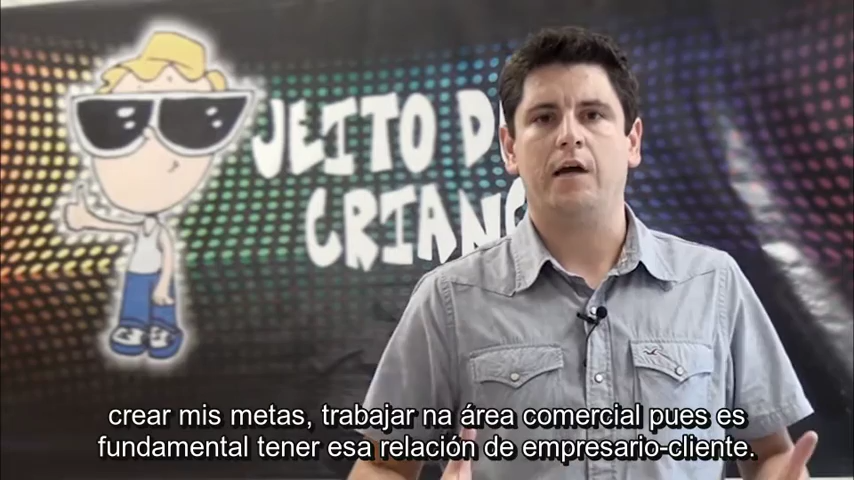 JEITO D
CRIAN
crear mis metas, trabajar na área comercial pues es
fundamental tener esa relación de empresario-cliente.